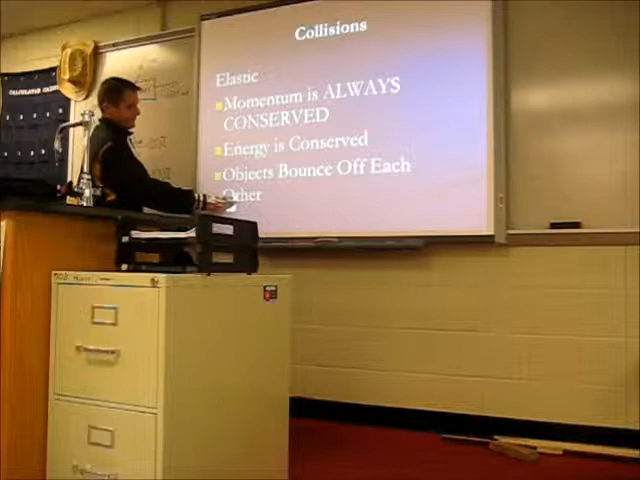 Collisions
Elastic
Momentum is ALWAYS
CONSERVED
Energy is Conserved
Objects Bounce Off Each
Other